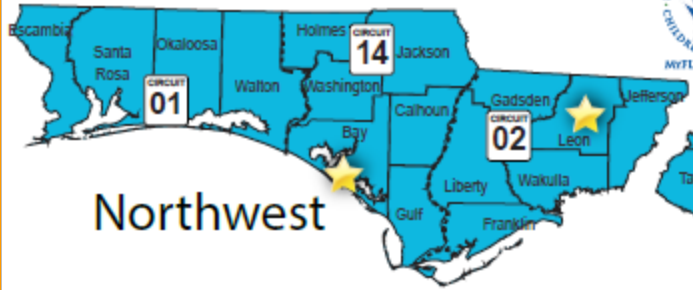 Escambia
Santa
Rosa
Okaloosa
Walton
Holmes
Jackson
Washington
Calhoun
Bay
Gulf
Gadsden
Leon
Jefferson
Liberty
Wakulla
Franklin
CIRCUIT
01
CIRCUIT
14
CIRCUIT
02
Northwest
Ta